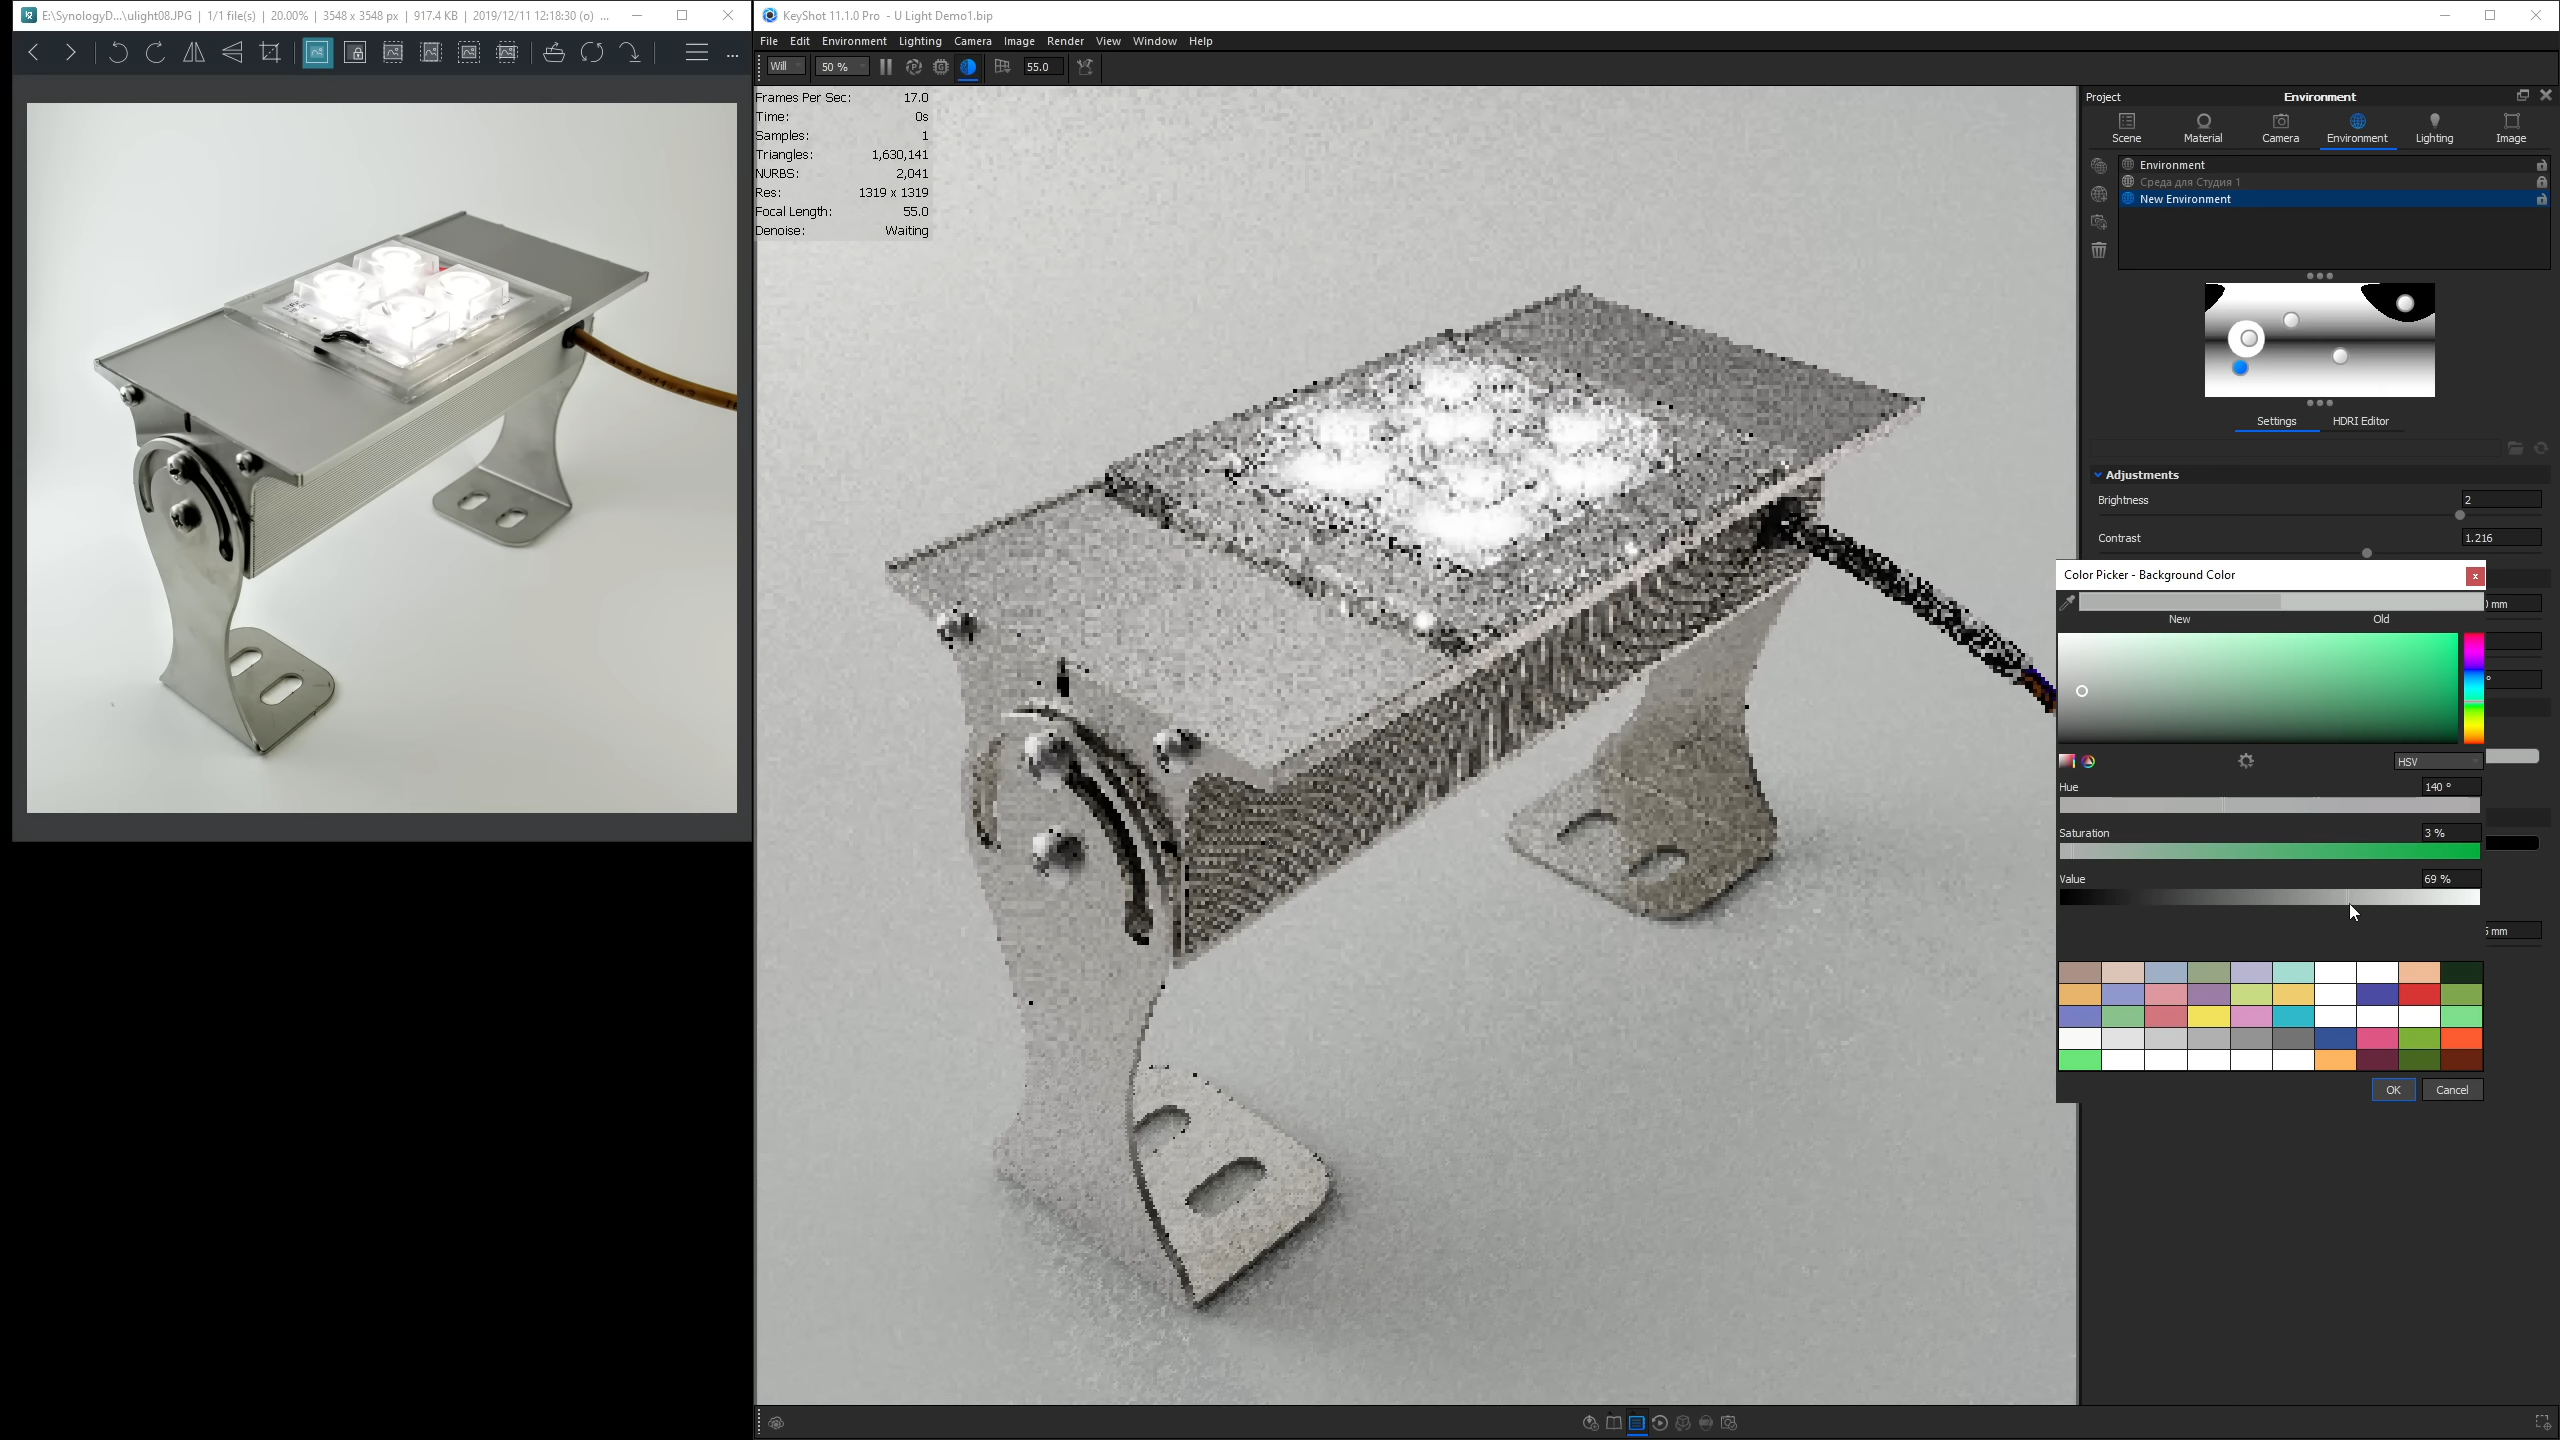 E:\SynologyD...\ulight08.JPG | 1/1 file(s) | 20.00% | 3548 x 3548 px | 917.4 KB | 2019/12/11 12:18:30 (o) ...
KeyShot 11.1.0 Pro - U Light Demo1.bip
File Edit Environment Lighting Camera Image Render View Window Help
Will 50 % 55.0
Frames Per Sec: 17.0
Time: 0s
Samples: 1
Triangles: 1,630,141
NURBS: 2,041
Res: 1319 x 1319
Focal Length: 55.0
Denoise: Waiting
Project Environment
Scene Material Camera Environment Lighting Image
Environment
Среда для Студия 1
New Environment
Settings HDRI Editor
Adjustments
Brightness 2
Contrast 1.216
Color Picker - Background Color
New Old
mm
°
HSV
Hue 140 °
Saturation 3 %
Value 69 %
mm
OK Cancel